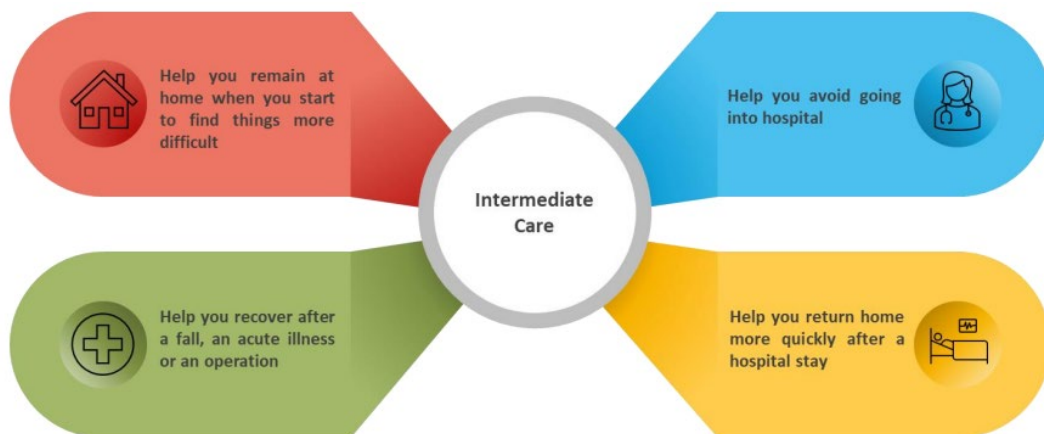 Help you remain at
home when you start
to find things more
difficult
Help you avoid going
into hospital
Intermediate
Care
Help you recover after
a fall, an acute illness
or an operation
Help you return home
more quickly after a
hospital stay